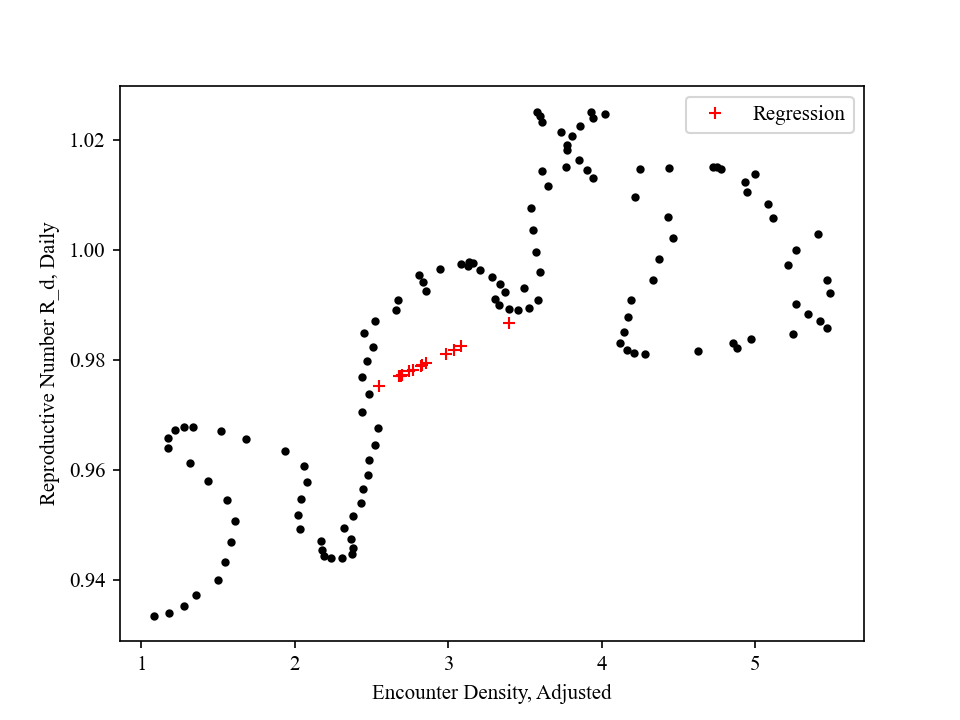 Regression
1.02
1.00
0.98
0.96
0.94
Reproductive Number R_d, Daily
1 2 3 4 5
Encounter Density, Adjusted